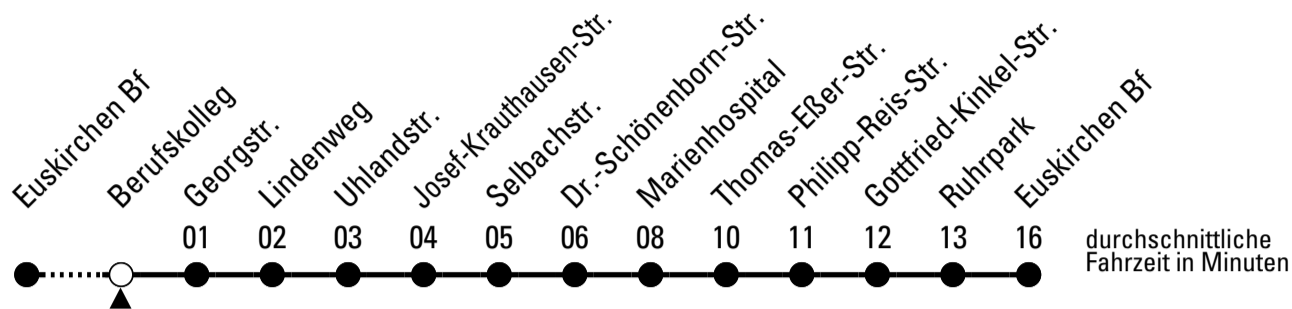 Euskirchen Bf
Berufskolleg
Georgstr.
Lindenweg
Uhlandstr.
Josef-Krauthausen-Str.
Selbachstr.
Dr.-Schönenborn-Str.
Marienhospital
Thomas-Eßer-Str.
Philipp-Reis-Str.
Gottfried-Kinkel-Str.
Ruhrpark
Euskirchen Bf
01 02 03 04 05 06 08 10 11 12 13 16
durchschnittliche
Fahrzeit in Minuten